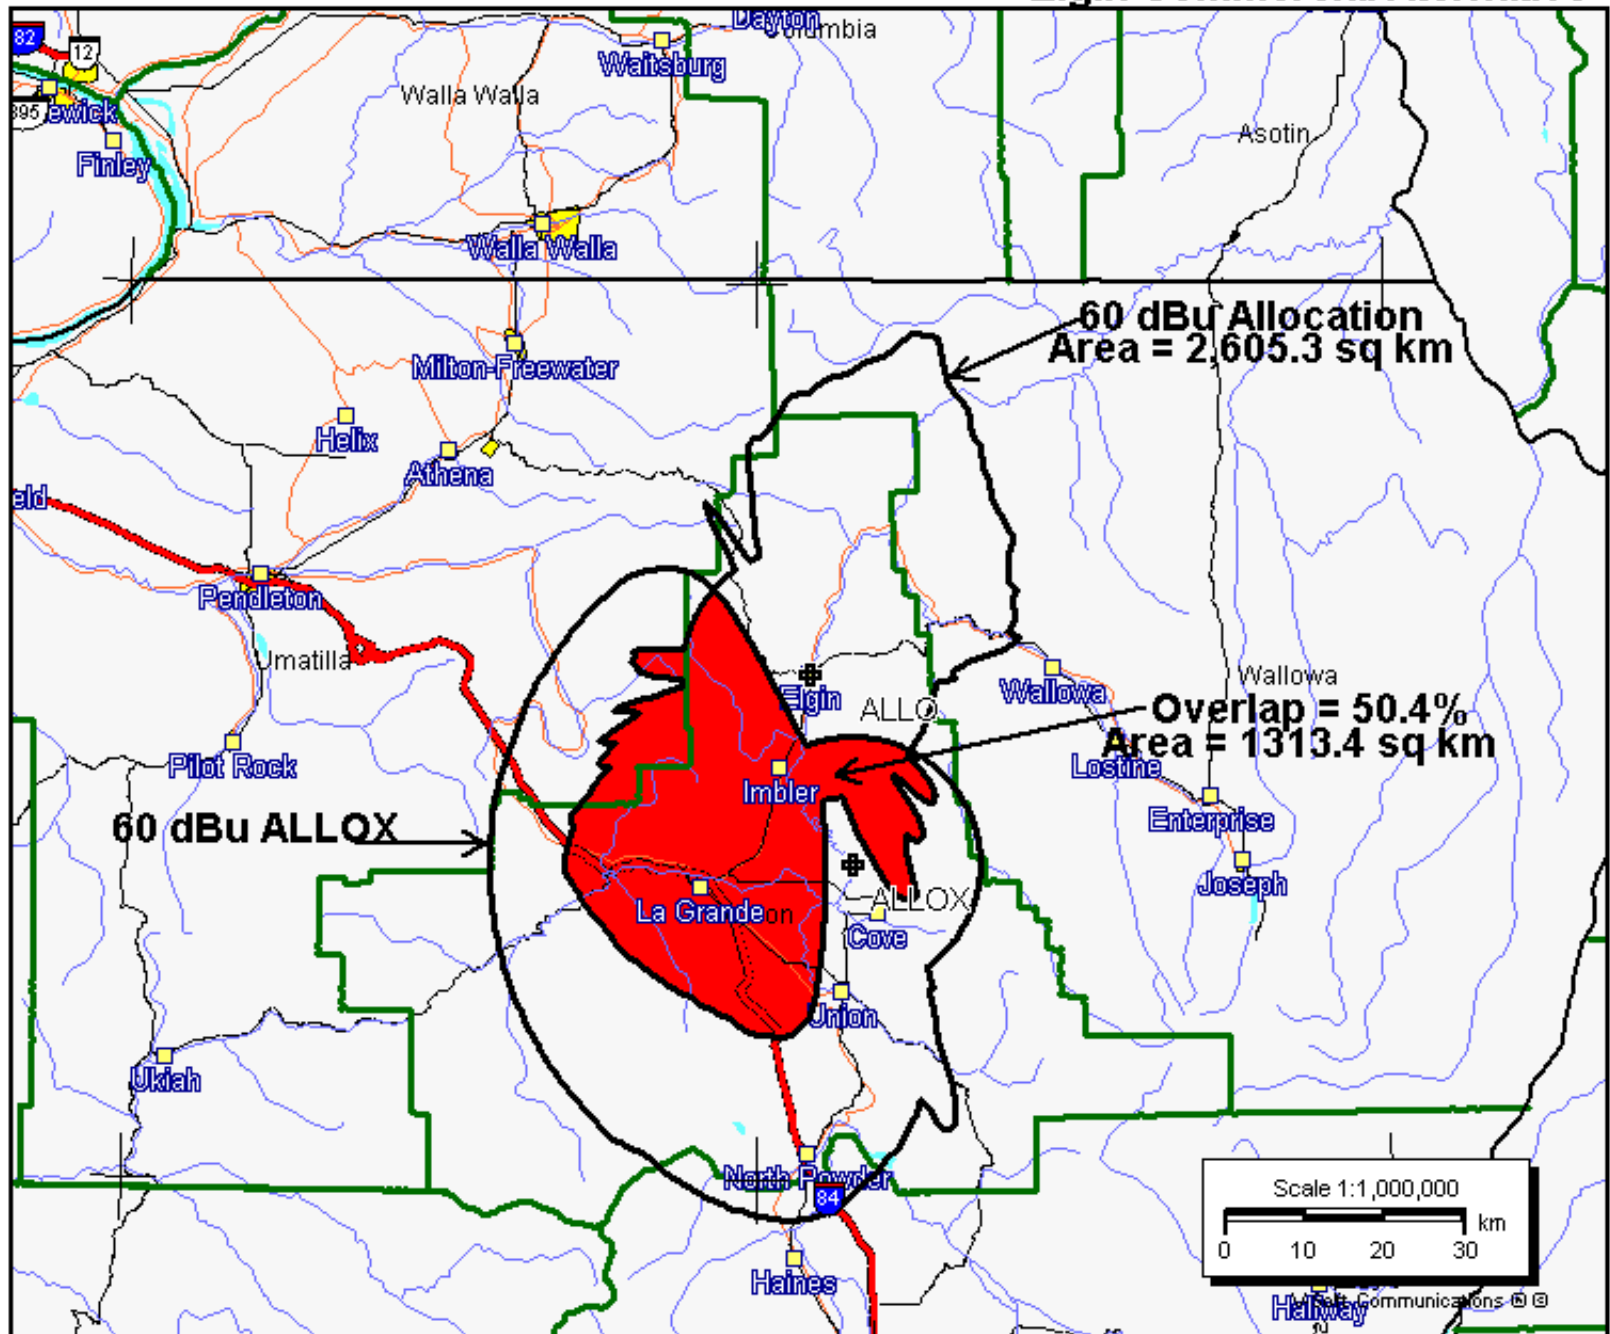 Dayton
Columbia
82
12
Waitsburg
Walla Walla
395
ewick
Finley
Asotin
Walla Walla
60 dBu Allocation
Area = 2,605.3 sq km
Milton-Freewater
Helix
Athena
eld
Pendleton
Umatilla
Elgin
ALLO
Wallowa
Wallowa
Overlap = 50.4%
Area = 1313.4 sq km
Pilot Rock
Imbler
Lostine
Enterprise
60 dBu ALLOX
Joseph
La Grande
on
ALLOX
Cove
Union
Ukiah
North Powder
84
Scale 1:1,000,000
km
0 10 20 30
Haines
Halfway
Communications